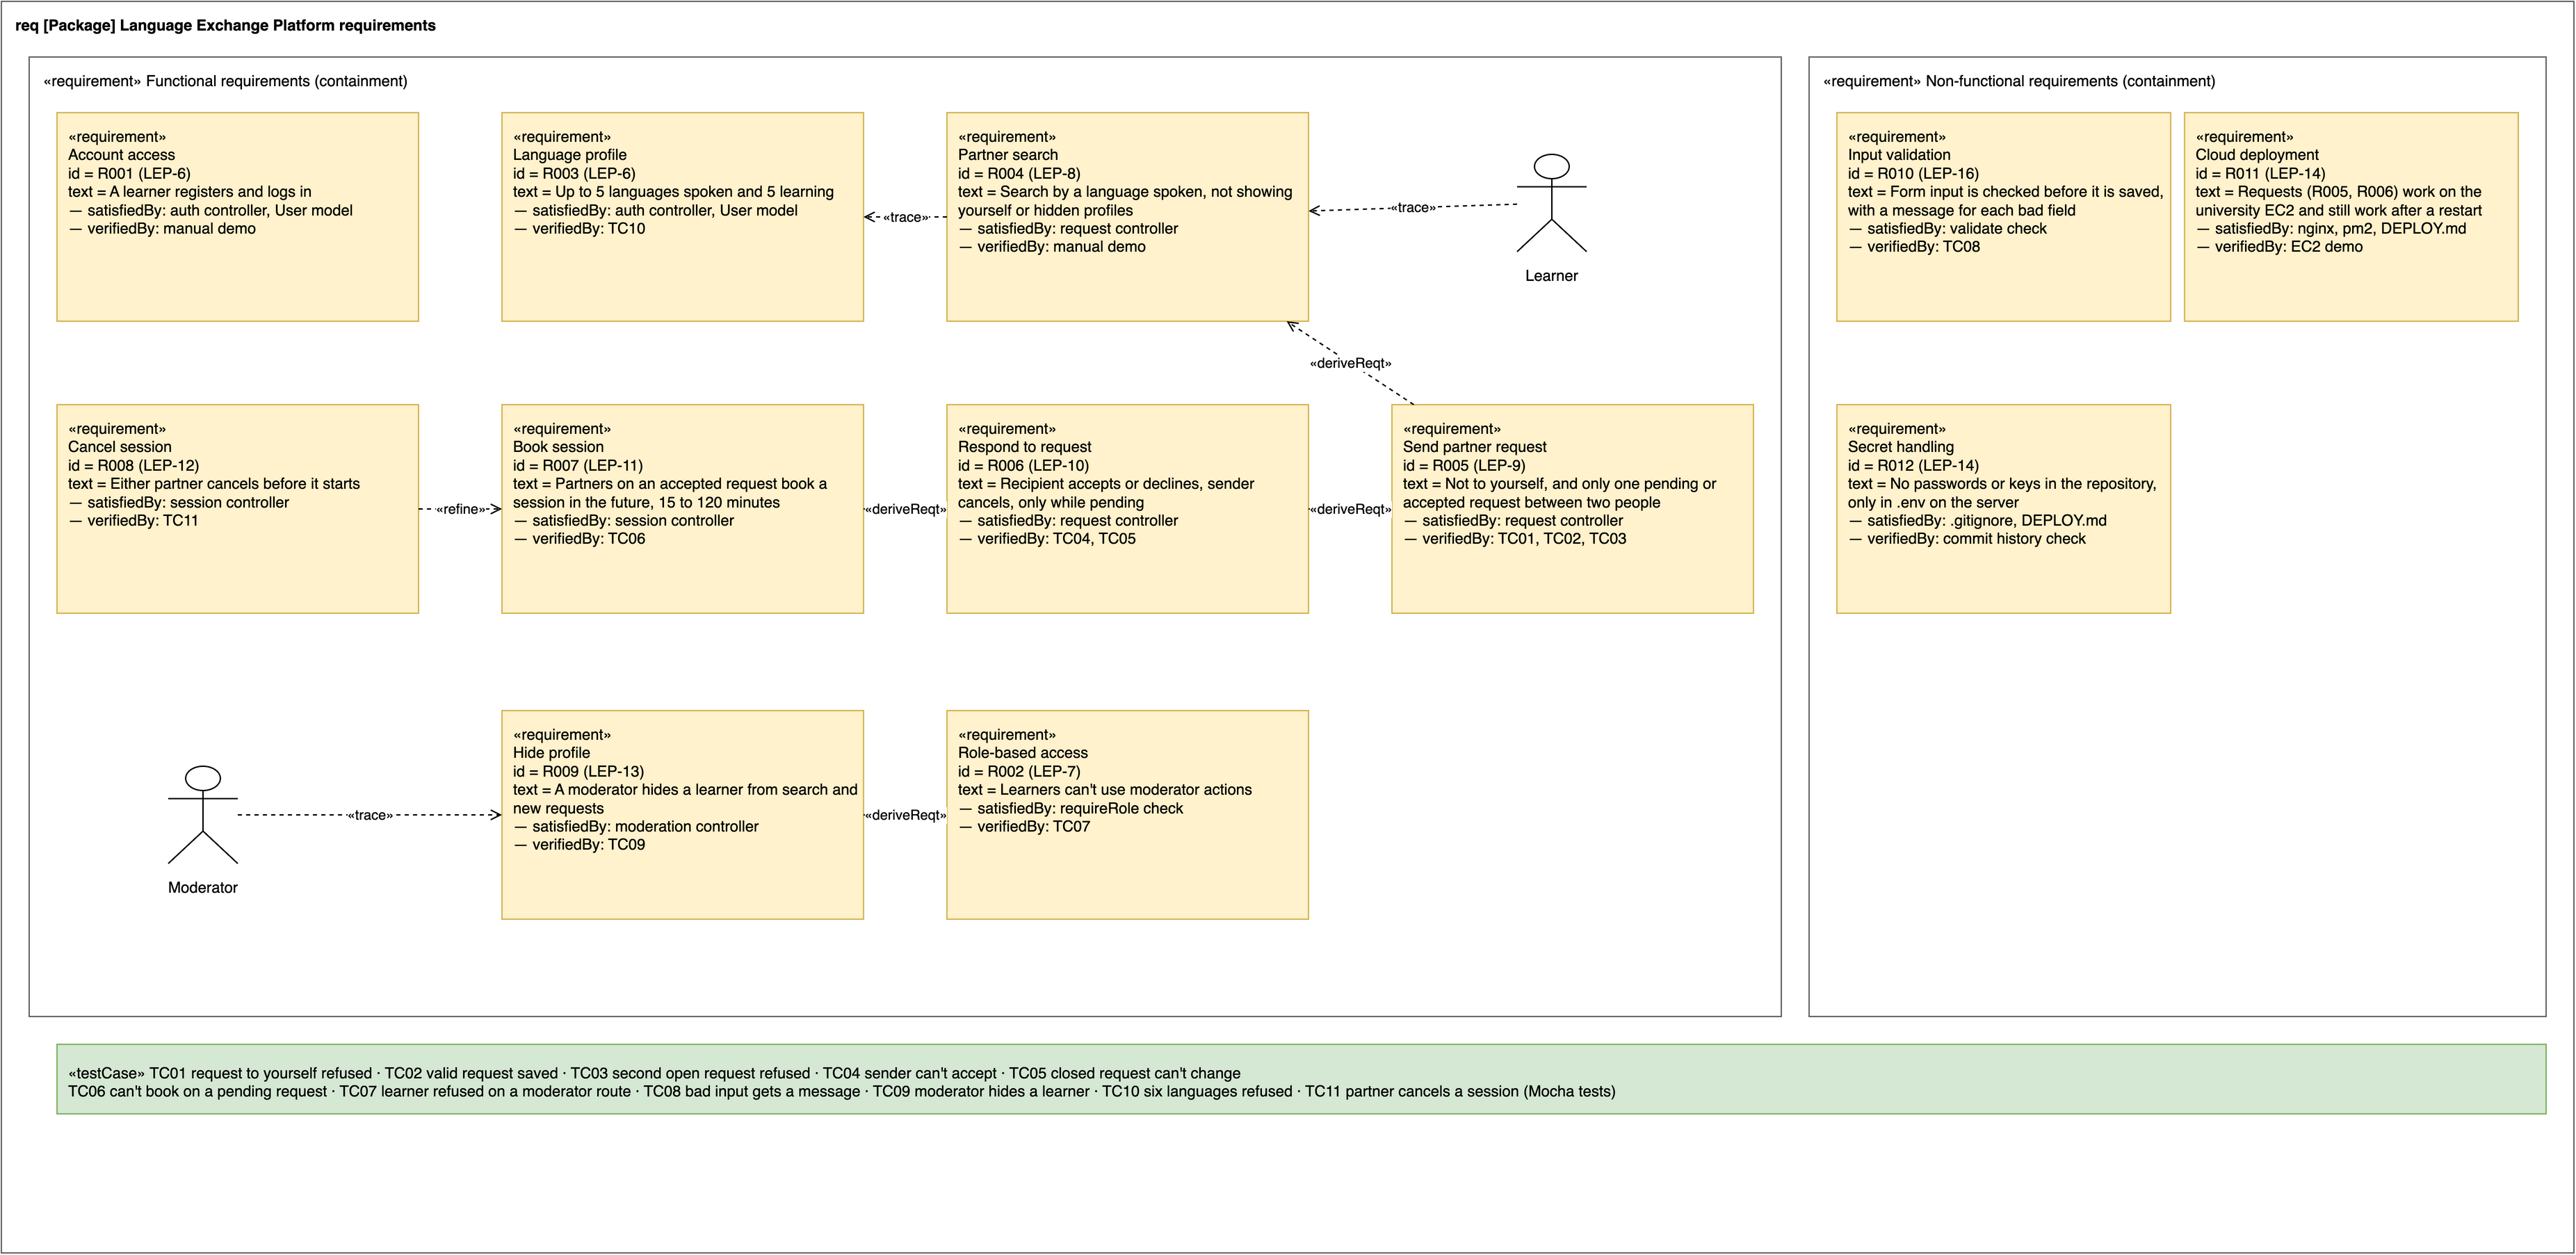 req [Package] Language Exchange Platform requirements
«requirement» Functional requirements (containment)
«requirement»
Account access
id = R001 (LEP-6)
text = A learner registers and logs in
— satisfiedBy: auth controller, User model
— verifiedBy: manual demo
«requirement»
Language profile
id = R003 (LEP-6)
text = Up to 5 languages spoken and 5 learning
— satisfiedBy: auth controller, User model
— verifiedBy: TC10
«trace»
«requirement»
Partner search
id = R004 (LEP-8)
text = Search by a language spoken, not showing
yourself or hidden profiles
— satisfiedBy: request controller
— verifiedBy: manual demo
«trace»
Learner
«deriveReqt»
«requirement»
Cancel session
id = R008 (LEP-12)
text = Either partner cancels before it starts
— satisfiedBy: session controller
— verifiedBy: TC11
«refine»
«requirement»
Book session
id = R007 (LEP-11)
text = Partners on an accepted request book a
session in the future, 15 to 120 minutes
— satisfiedBy: session controller
— verifiedBy: TC06
«deriveReqt»
«requirement»
Respond to request
id = R006 (LEP-10)
text = Recipient accepts or declines, sender
cancels, only while pending
— satisfiedBy: request controller
— verifiedBy: TC04, TC05
«deriveReqt»
«requirement»
Send partner request
id = R005 (LEP-9)
text = Not to yourself, and only one pending or
accepted request between two people
— satisfiedBy: request controller
— verifiedBy: TC01, TC02, TC03
Moderator
«trace»
«requirement»
Hide profile
id = R009 (LEP-13)
text = A moderator hides a learner from search and
new requests
— satisfiedBy: moderation controller
— verifiedBy: TC09
«deriveReqt»
«requirement»
Role-based access
id = R002 (LEP-7)
text = Learners can't use moderator actions
— satisfiedBy: requireRole check
— verifiedBy: TC07
«requirement» Non-functional requirements (containment)
«requirement»
Input validation
id = R010 (LEP-16)
text = Form input is checked before it is saved,
with a message for each bad field
— satisfiedBy: validate check
— verifiedBy: TC08
«requirement»
Cloud deployment
id = R011 (LEP-14)
text = Requests (R005, R006) work on the
university EC2 and still work after a restart
— satisfiedBy: nginx, pm2, DEPLOY.md
— verifiedBy: EC2 demo
«requirement»
Secret handling
id = R012 (LEP-14)
text = No passwords or keys in the repository,
only in .env on the server
— satisfiedBy: .gitignore, DEPLOY.md
— verifiedBy: commit history check
«testCase» TC01 request to yourself refused · TC02 valid request saved · TC03 second open request refused · TC04 sender can't accept · TC05 closed request can't change
TC06 can't book on a pending request · TC07 learner refused on a moderator route · TC08 bad input gets a message · TC09 moderator hides a learner · TC10 six languages refused · TC11 partner cancels a session (Mocha tests)